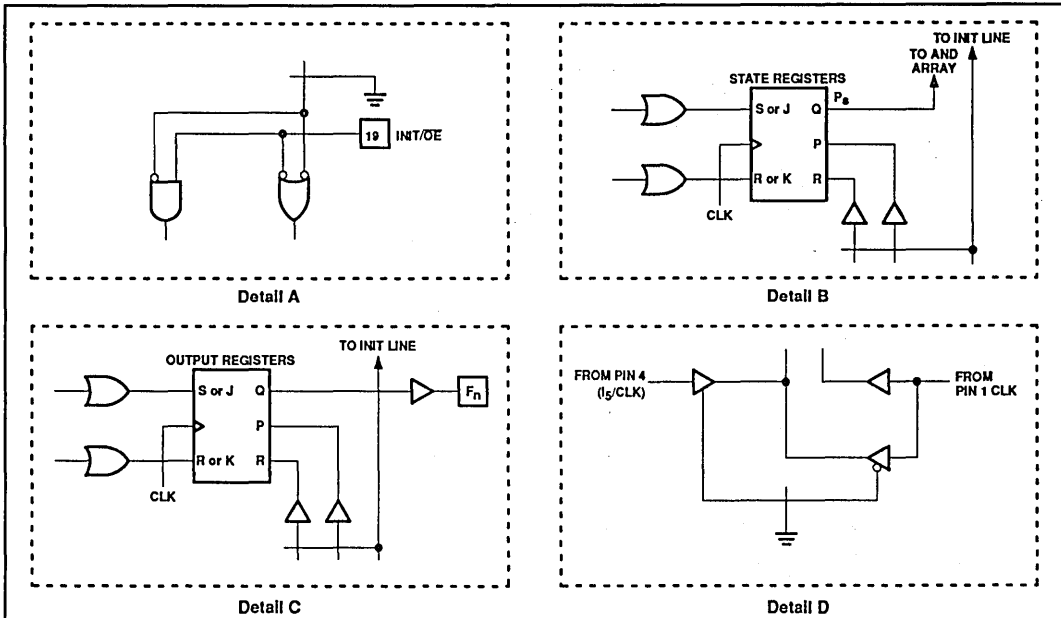 19
INIT/OE
Detail A
TO INIT LINE
TO AND
ARRAY
STATE REGISTERS
Ps
S or J
Q
P
R or K
R
CLK
Detail B
TO INIT LINE
OUTPUT REGISTERS
S or J
Q
Fn
P
R or K
R
CLK
Detail C
FROM PIN 4
(I5/CLK)
FROM
PIN 1 CLK
Detail D